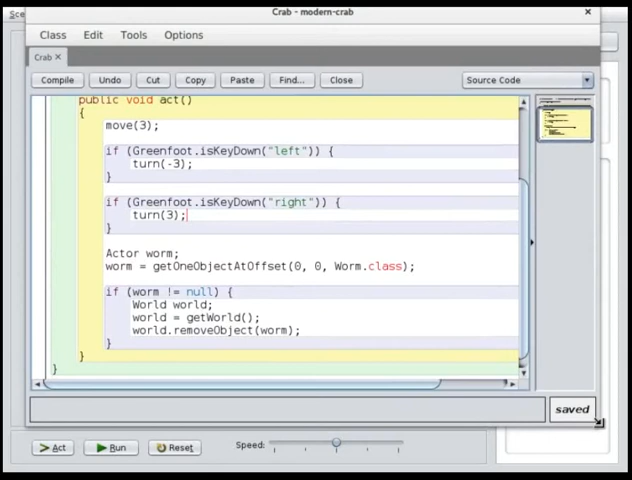 Crab - modern-crab
Sce
Class Edit Tools Options
Crab
Compile Undo Cut Copy Paste Find... Close Source Code
public void act()
{
move(3);
if (Greenfoot.isKeyDown("left")) {
turn(-3);
}
if (Greenfoot.isKeyDown("right")) {
turn(3);
}
Actor worm;
worm = getOneObjectAtOffset(0, 0, Worm.class);
if (worm != null) {
World world;
world = getWorld();
world.removeObject(worm);
}
}
}
saved
Act Run Reset Speed: